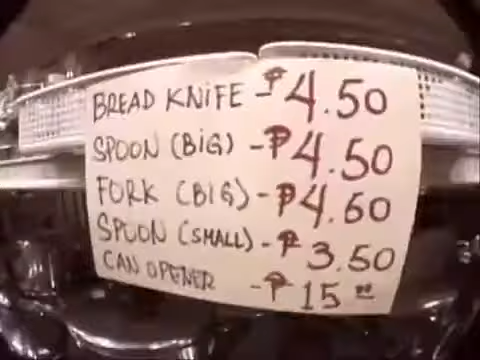 BREAD KNIFE - ₱4.50
SPOON (BIG) - ₱4.50
FORK (BIG) - ₱4.60
SPOON (SMALL) - ₱3.50
CAN OPENER - ₱15 00